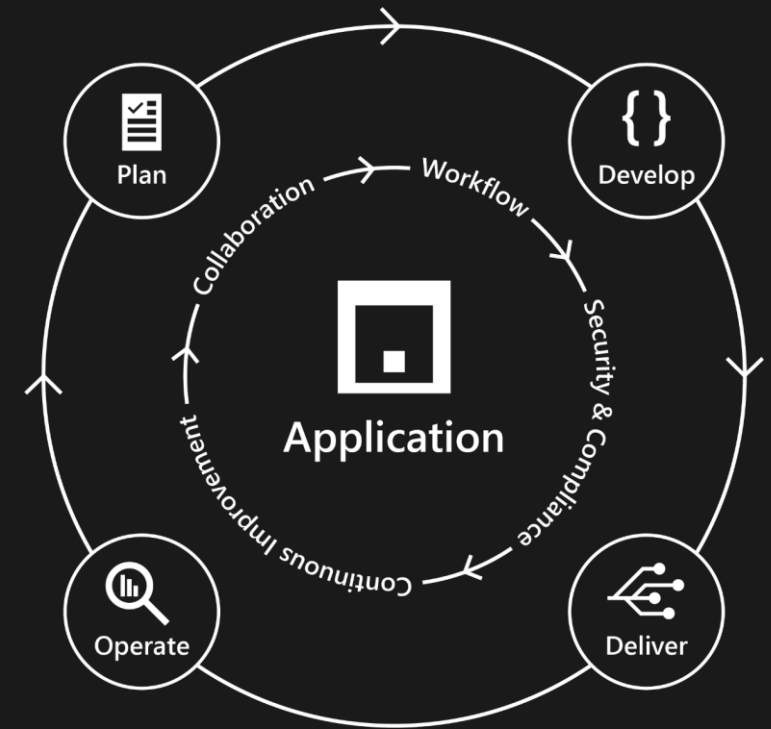 Plan
{ }
Develop
Collaboration
Workflow
Security & Compliance
Continuous Improvement
Application
Operate
Deliver